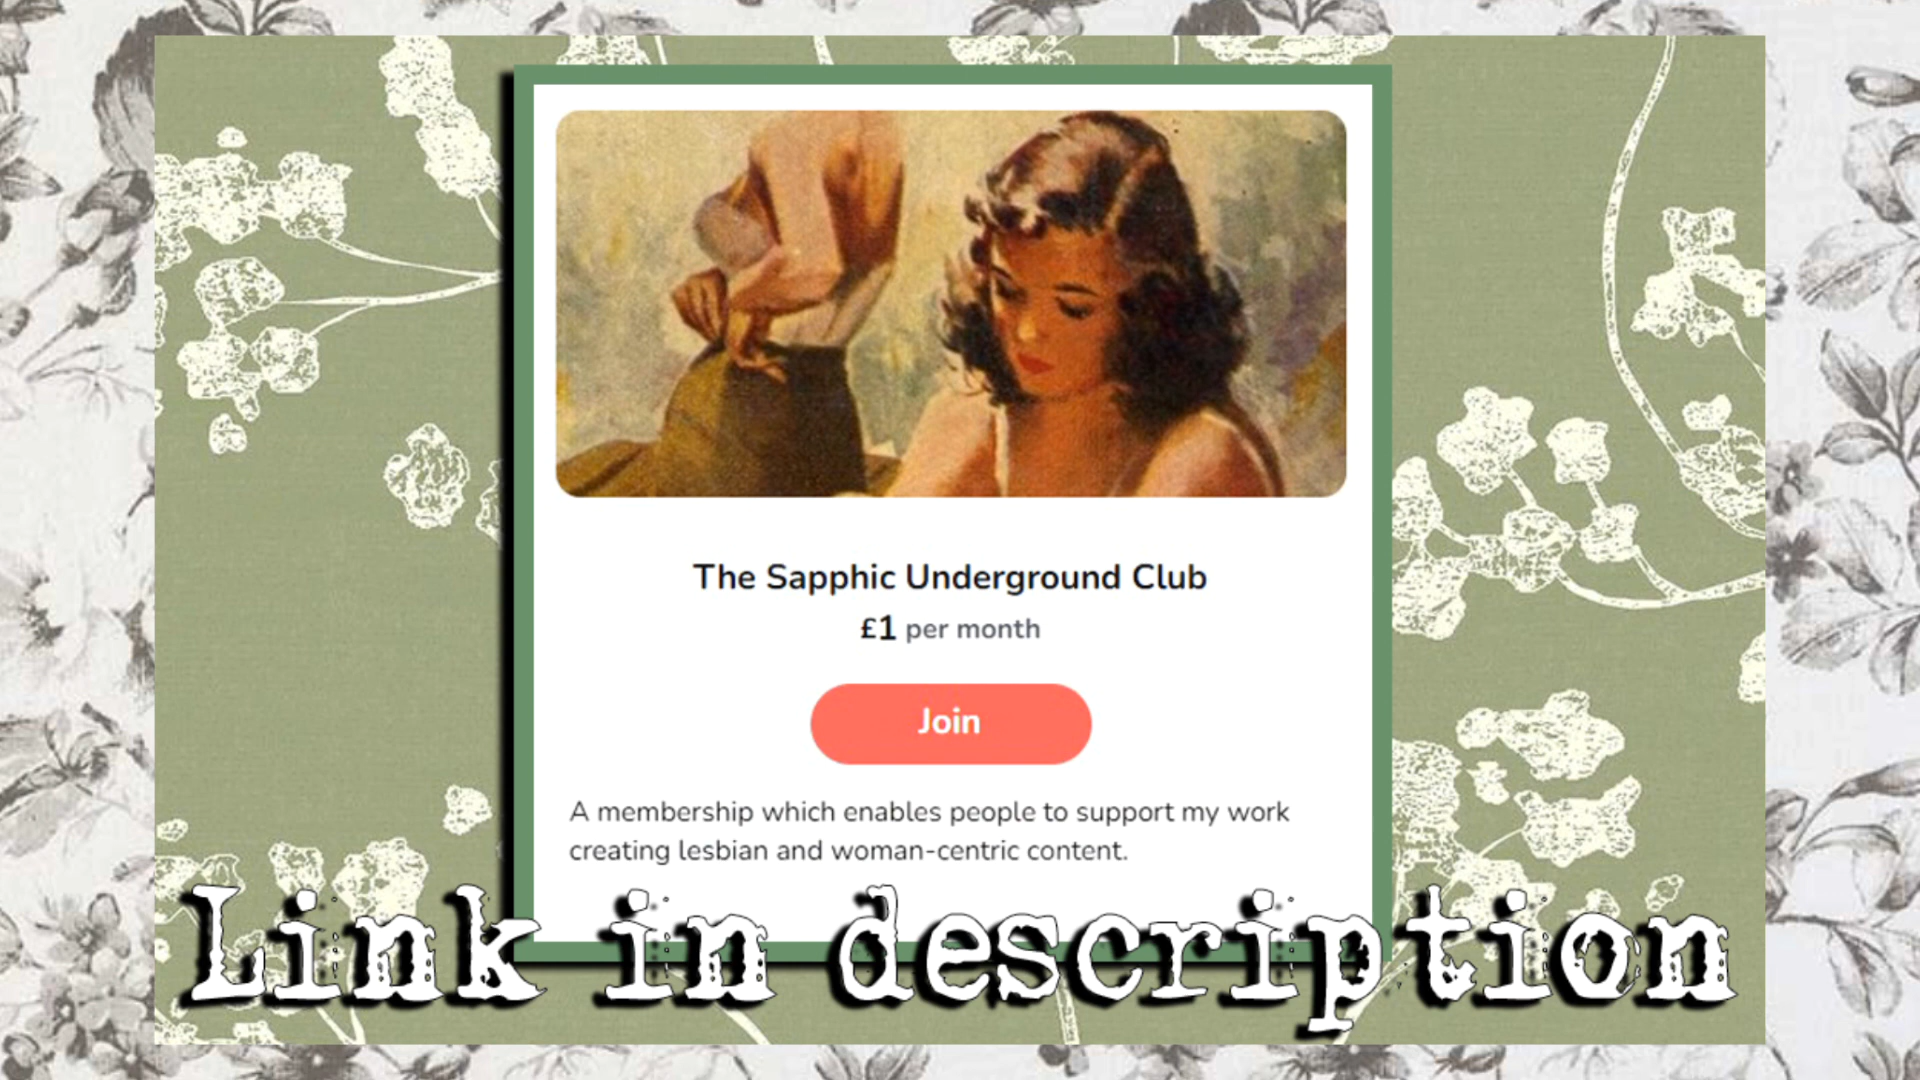 The Sapphic Underground Club
£1 per month
Join
A membership which enables people to support my work
creating lesbian and woman-centric content.
Link in description